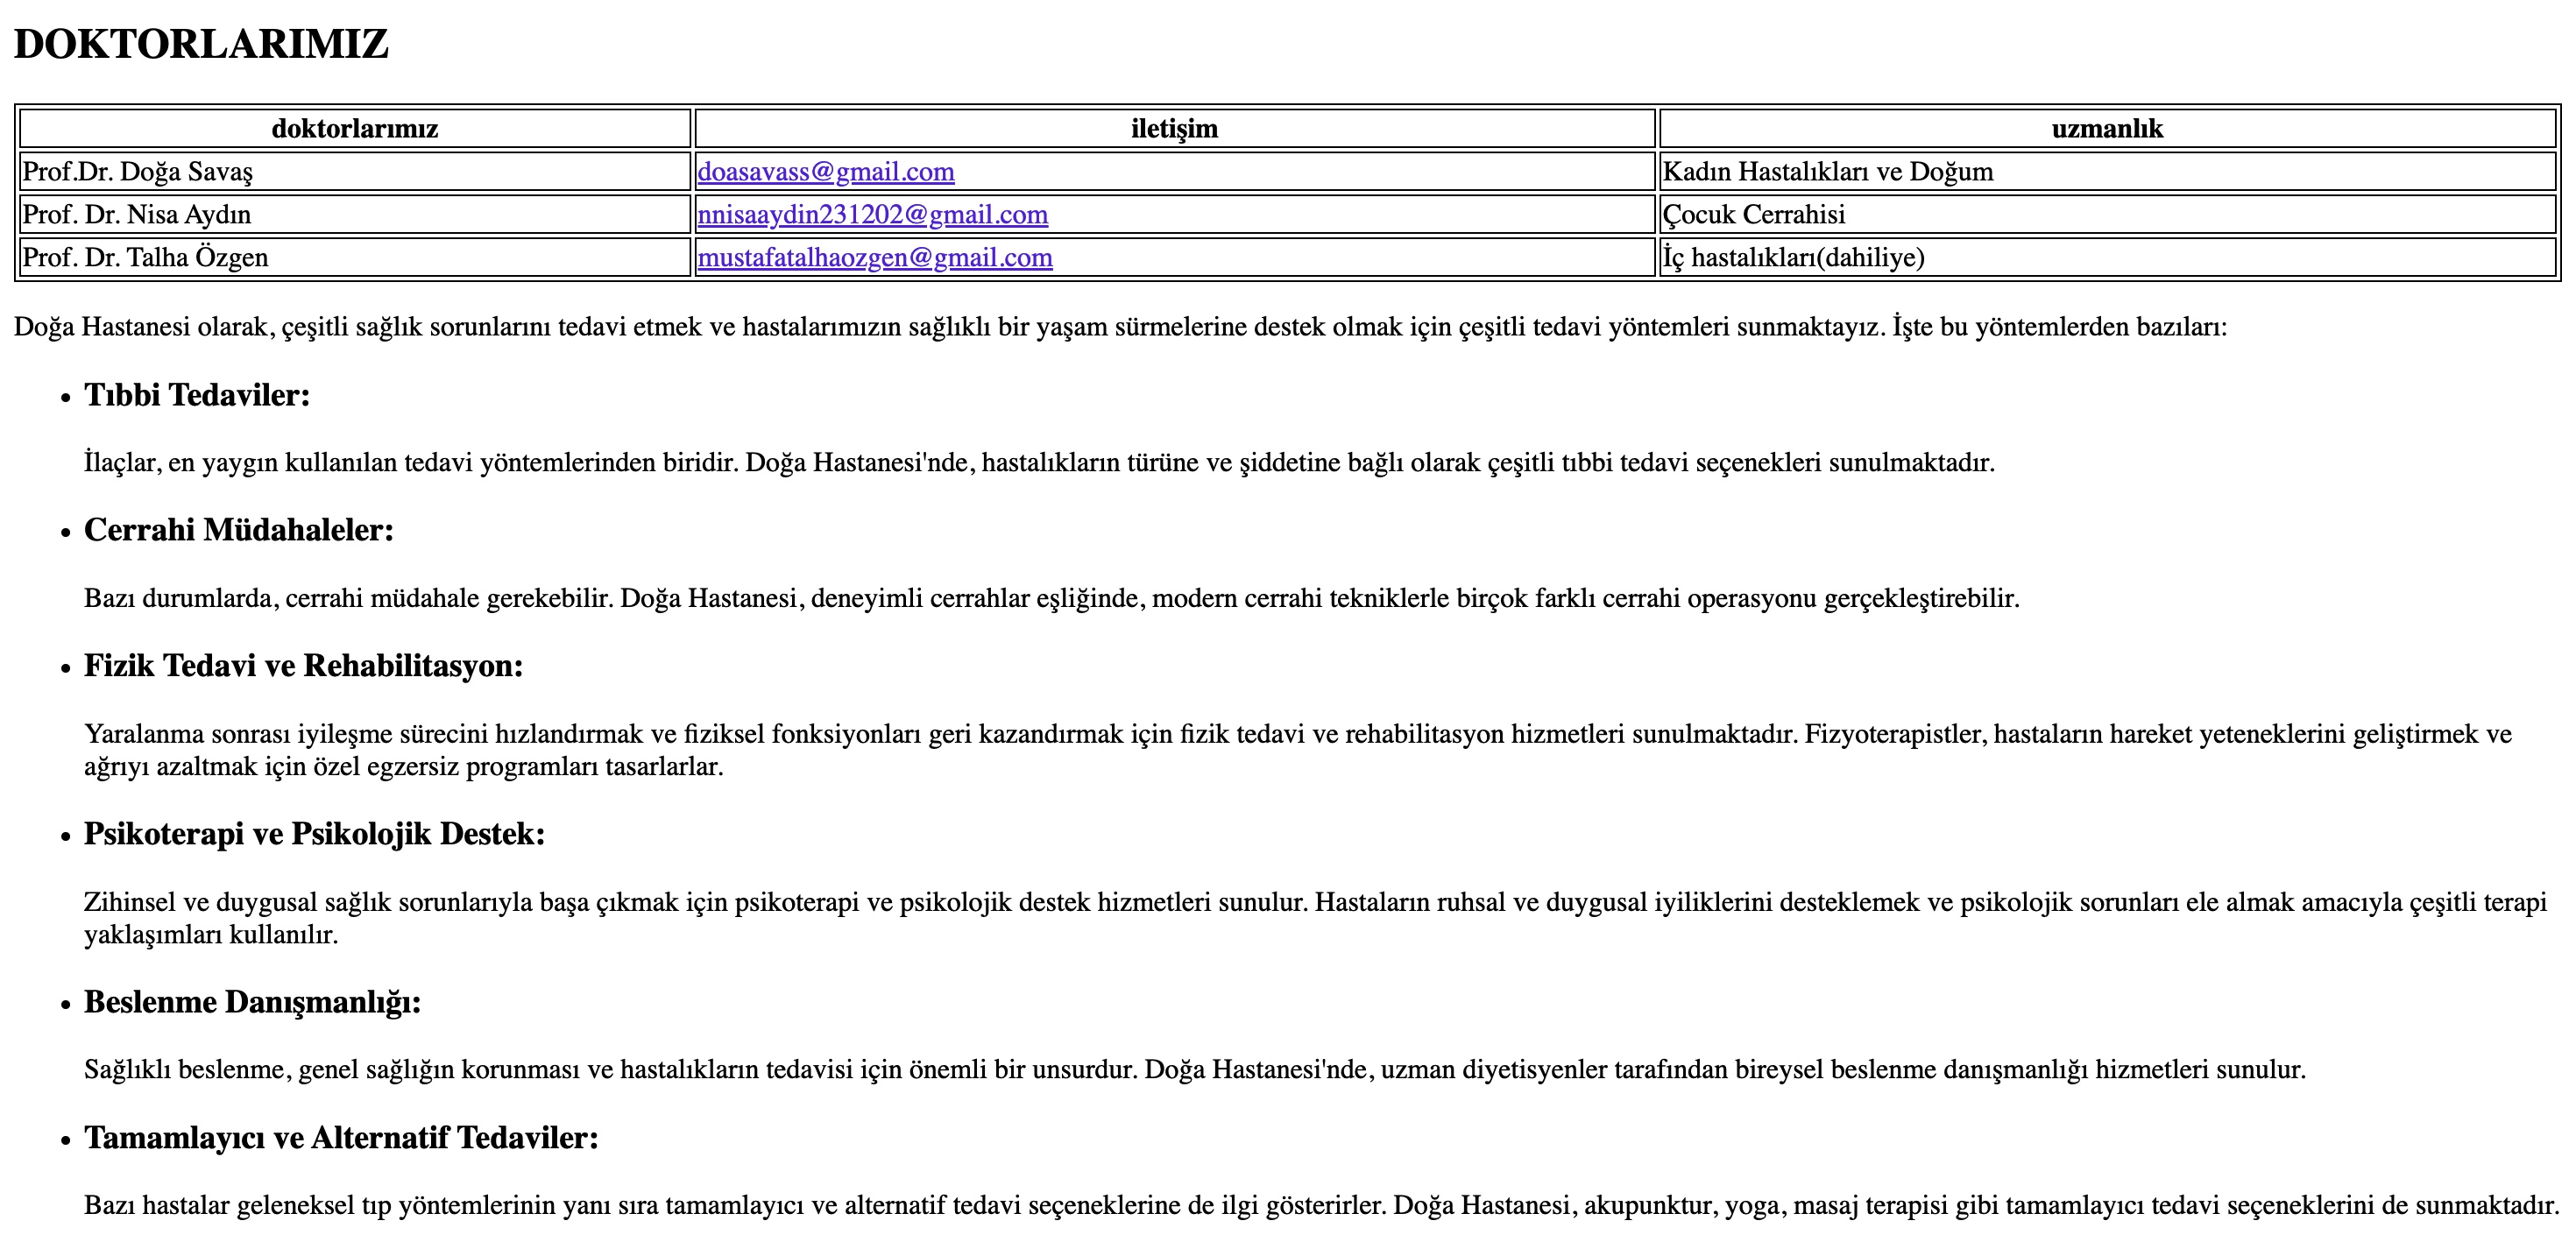 DOKTORLARIMIZ
doktorlarımız iletişim uzmanlık
Prof.Dr. Doğa Savaş doasavass@gmail.com Kadın Hastalıkları ve Doğum
Prof. Dr. Nisa Aydın nnisaaydin231202@gmail.com Çocuk Cerrahisi
Prof. Dr. Talha Özgen mustafatalhaozgen@gmail.com İç hastalıkları(dahiliye)
Doğa Hastanesi olarak, çeşitli sağlık sorunlarını tedavi etmek ve hastalarımızın sağlıklı bir yaşam sürmelerine destek olmak için çeşitli tedavi yöntemleri sunmaktayız. İşte bu yöntemlerden bazıları:
• Tıbbi Tedaviler:
İlaçlar, en yaygın kullanılan tedavi yöntemlerinden biridir. Doğa Hastanesi'nde, hastalıkların türüne ve şiddetine bağlı olarak çeşitli tıbbi tedavi seçenekleri sunulmaktadır.
• Cerrahi Müdahaleler:
Bazı durumlarda, cerrahi müdahale gerekebilir. Doğa Hastanesi, deneyimli cerrahlar eşliğinde, modern cerrahi tekniklerle birçok farklı cerrahi operasyonu gerçekleştirebilir.
• Fizik Tedavi ve Rehabilitasyon:
Yaralanma sonrası iyileşme sürecini hızlandırmak ve fiziksel fonksiyonları geri kazandırmak için fizik tedavi ve rehabilitasyon hizmetleri sunulmaktadır. Fizyoterapistler, hastaların hareket yeteneklerini geliştirmek ve
ağrıyı azaltmak için özel egzersiz programları tasarlarlar.
• Psikoterapi ve Psikolojik Destek:
Zihinsel ve duygusal sağlık sorunlarıyla başa çıkmak için psikoterapi ve psikolojik destek hizmetleri sunulur. Hastaların ruhsal ve duygusal iyiliklerini desteklemek ve psikolojik sorunları ele almak amacıyla çeşitli terapi
yaklaşımları kullanılır.
• Beslenme Danışmanlığı:
Sağlıklı beslenme, genel sağlığın korunması ve hastalıkların tedavisi için önemli bir unsurdur. Doğa Hastanesi'nde, uzman diyetisyenler tarafından bireysel beslenme danışmanlığı hizmetleri sunulur.
• Tamamlayıcı ve Alternatif Tedaviler:
Bazı hastalar geleneksel tıp yöntemlerinin yanı sıra tamamlayıcı ve alternatif tedavi seçeneklerine de ilgi gösterirler. Doğa Hastanesi, akupunktur, yoga, masaj terapisi gibi tamamlayıcı tedavi seçeneklerini de sunmaktadır.